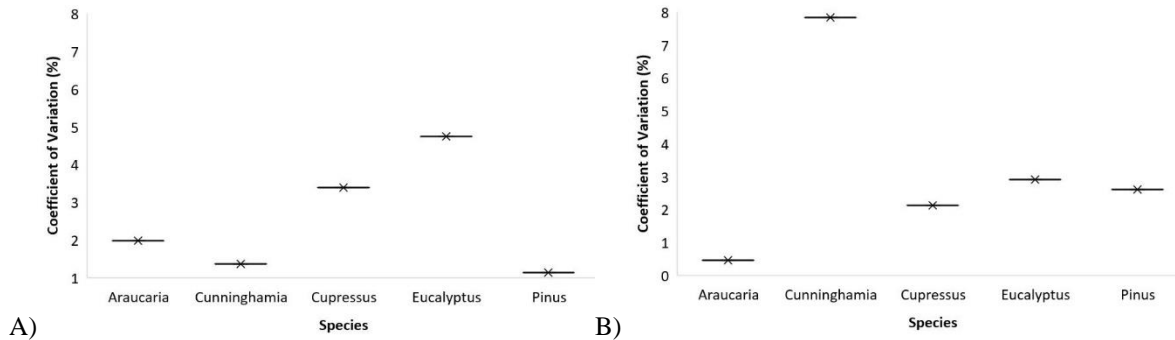 8
7
6
5
4
3
2
1
Coefficient of Variation (%)
Araucaria Cunninghamia Cupressus Eucalyptus Pinus
Species
A)
8
7
6
5
4
3
2
1
0
Coefficient of Variation (%)
Araucaria Cunninghamia Cupressus Eucalyptus Pinus
Species
B)